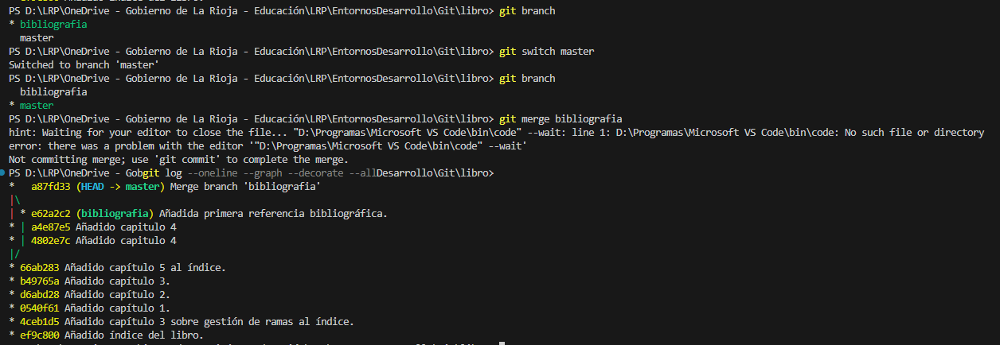 PS D:\LRP\OneDrive - Gobierno de La Rioja - Educación\LRP\EntornosDesarrollo\Git\libro> git branch
* bibliografia
  master
PS D:\LRP\OneDrive - Gobierno de La Rioja - Educación\LRP\EntornosDesarrollo\Git\libro> git switch master
Switched to branch 'master'
PS D:\LRP\OneDrive - Gobierno de La Rioja - Educación\LRP\EntornosDesarrollo\Git\libro> git branch
  bibliografia
* master
PS D:\LRP\OneDrive - Gobierno de La Rioja - Educación\LRP\EntornosDesarrollo\Git\libro> git merge bibliografia
hint: Waiting for your editor to close the file... "D:\Programas\Microsoft VS Code\bin\code" --wait: line 1: D:\Programas\Microsoft VS Code\bin\code: No such file or directory
error: there was a problem with the editor '"D:\Programas\Microsoft VS Code\bin\code" --wait'
Not committing merge; use 'git commit' to complete the merge.
PS D:\LRP\OneDrive - Gobgit log --oneline --graph --decorate --allDesarrollo\Git\libro>
*   a87fd33 (HEAD -> master) Merge branch 'bibliografia'
|\
| * e62a2c2 (bibliografia) Añadida primera referencia bibliográfica.
* | a4e87e5 Añadido capitulo 4
* | 4802e7c Añadido capitulo 4
|/
* 66ab283 Añadido capítulo 5 al índice.
* b49765a Añadido capítulo 3.
* d6abd28 Añadido capítulo 2.
* 0540f61 Añadido capítulo 1.
* 4ceb1d5 Añadido capítulo 3 sobre gestión de ramas al índice.
* ef9c800 Añadido índice del libro.